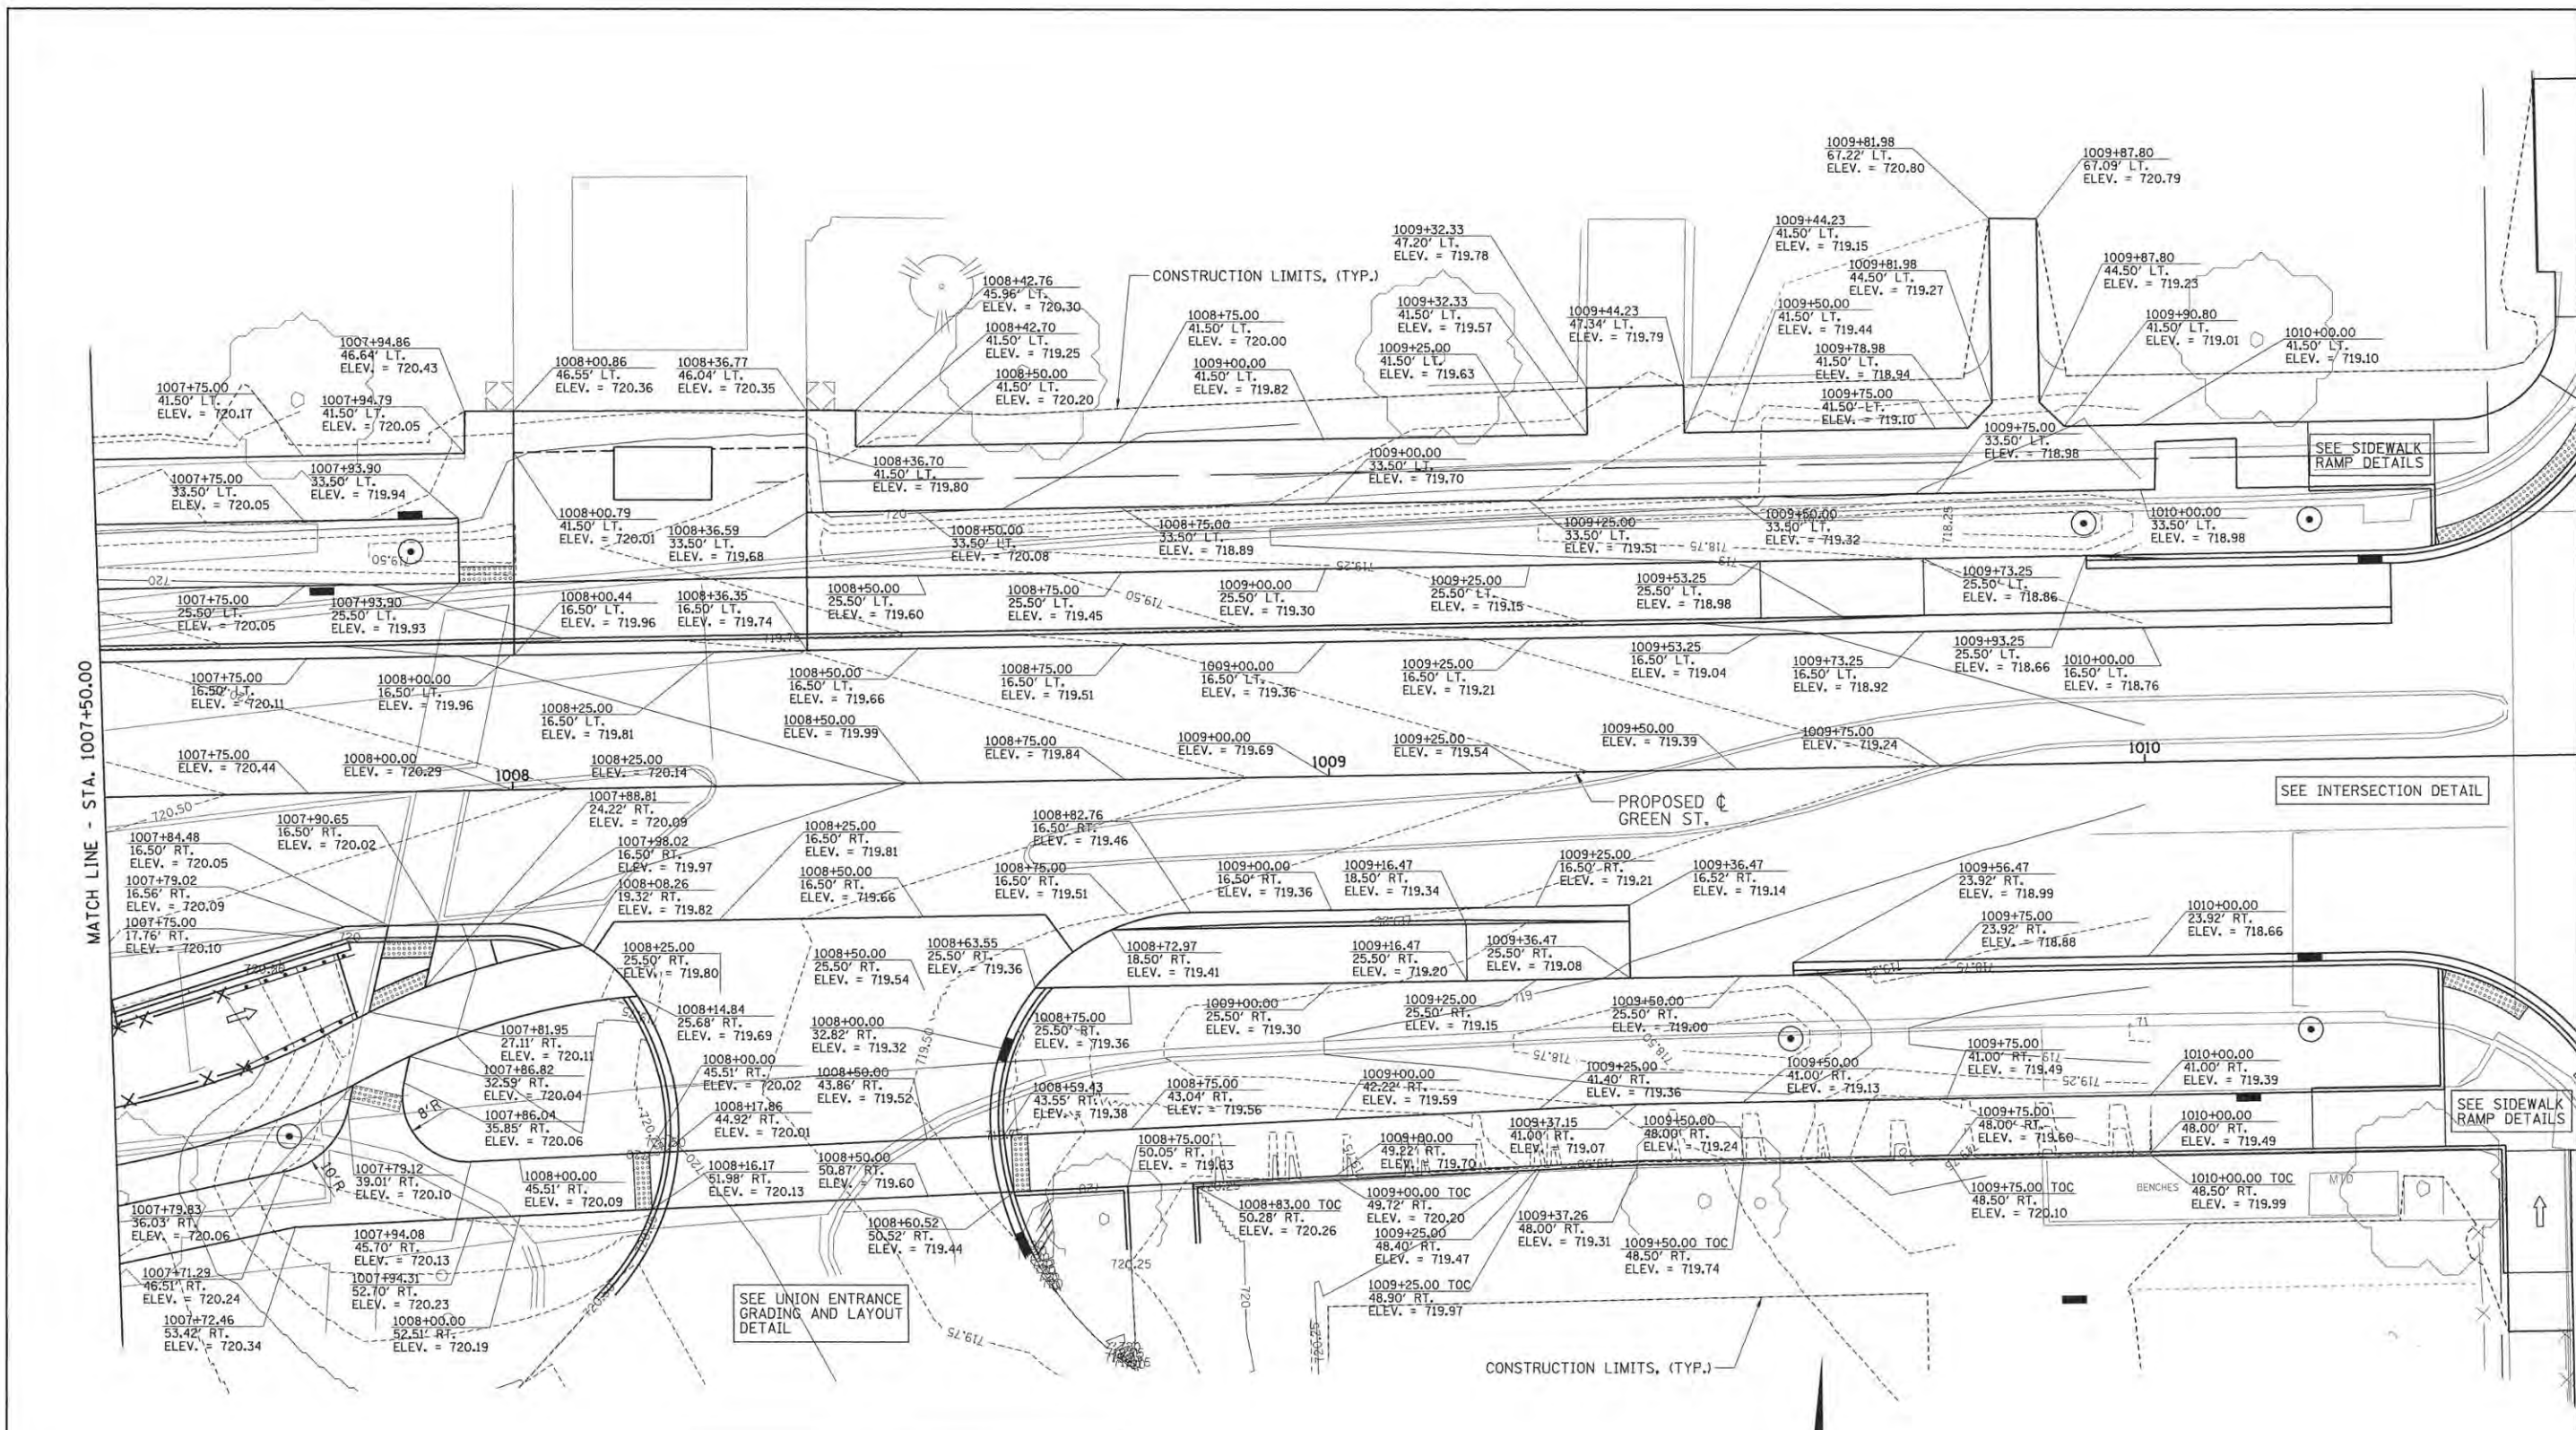 1009+81.98
67.22' LT.
ELEV. = 720.80
1009+87.80
67.09' LT.
ELEV. = 720.79
1009+32.33
47.20' LT.
ELEV. = 719.78
1009+44.23
41.50' LT.
ELEV. = 719.15
CONSTRUCTION LIMITS, (TYP.)
1008+42.76
45.96' LT.
ELEV. = 720.30
1009+81.98
44.50' LT.
ELEV. = 719.27
1009+87.80
44.50' LT.
ELEV. = 719.23
1007+94.86
46.64' LT.
ELEV. = 720.43
1008+42.70
41.50' LT.
ELEV. = 719.25
1008+75.00
41.50' LT.
ELEV. = 720.00
1009+32.33
41.50' LT.
ELEV. = 719.57
1009+44.23
47.34' LT.
ELEV. = 719.79
1009+50.00
41.50' LT.
ELEV. = 719.44
1009+90.80
41.50' LT.
ELEV. = 719.01
1010+00.00
41.50' LT.
ELEV. = 719.10
1007+75.00
41.50' LT.
ELEV. = 720.17
1008+00.86
46.55' LT.
ELEV. = 720.36
1008+36.77
46.04' LT.
ELEV. = 720.35
1008+50.00
41.50' LT.
ELEV. = 720.20
1009+00.00
41.50' LT.
ELEV. = 719.82
1009+25.00
41.50' LT.
ELEV. = 719.63
1009+78.98
41.50' LT.
ELEV. = 718.94
1007+94.79
41.50' LT.
ELEV. = 720.05
1009+75.00
41.50' LT.
ELEV. = 719.10
1009+75.00
33.50' LT.
ELEV. = 718.98
SEE SIDEWALK
RAMP DETAILS
1007+75.00
33.50' LT.
ELEV. = 720.05
1007+93.90
33.50' LT.
ELEV. = 719.94
1008+36.70
41.50' LT.
ELEV. = 719.80
1009+00.00
33.50' LT.
ELEV. = 719.70
1008+00.79
41.50' LT.
ELEV. = 720.01
1008+36.59
33.50' LT.
ELEV. = 719.68
720
1008+50.00
33.50' LT.
ELEV. = 720.08
1008+75.00
33.50' LT.
ELEV. = 718.89
1009+25.00
33.50' LT.
ELEV. = 719.51
718.75
1009+50.00
33.50' LT.
ELEV. = 719.32
718.25
1010+00.00
33.50' LT.
ELEV. = 718.98
719.50
719.25
719
720
1007+75.00
25.50' LT.
ELEV. = 720.05
1007+93.90
25.50' LT.
ELEV. = 719.93
1008+00.44
16.50' LT.
ELEV. = 719.96
1008+36.35
16.50' LT.
ELEV. = 719.74
1008+50.00
25.50' LT.
ELEV. = 719.60
1008+75.00
25.50' LT.
ELEV. = 719.45
719.50
1009+00.00
25.50' LT.
ELEV. = 719.30
1009+25.00
25.50' LT.
ELEV. = 719.15
1009+53.25
25.50' LT.
ELEV. = 718.98
1009+73.25
25.50' LT.
ELEV. = 718.86
1007+75.00
16.50' LT.
ELEV. = 720.11
1008+00.00
16.50' LT.
ELEV. = 719.96
1008+25.00
16.50' LT.
ELEV. = 719.81
1008+50.00
16.50' LT.
ELEV. = 719.66
1008+75.00
16.50' LT.
ELEV. = 719.51
1009+00.00
16.50' LT.
ELEV. = 719.36
1009+25.00
16.50' LT.
ELEV. = 719.21
1009+53.25
16.50' LT.
ELEV. = 719.04
1009+73.25
16.50' LT.
ELEV. = 718.92
1009+93.25
25.50' LT.
ELEV. = 718.66
1010+00.00
16.50' LT.
ELEV. = 718.76
MATCH LINE - STA. 1007+50.00
1007+75.00
ELEV. = 720.44
1008+00.00
ELEV. = 720.29
1008
1008+25.00
ELEV. = 720.14
1008+50.00
ELEV. = 719.99
1008+75.00
ELEV. = 719.84
1009+00.00
ELEV. = 719.69
1009
1009+25.00
ELEV. = 719.54
1009+50.00
ELEV. = 719.39
1009+75.00
ELEV. = 719.24
1010
PROPOSED ℄
GREEN ST.
SEE INTERSECTION DETAIL
720.50
1007+84.48
16.50' RT.
ELEV. = 720.05
1007+90.65
16.50' RT.
ELEV. = 720.02
1007+88.81
24.22' RT.
ELEV. = 720.09
1007+98.02
16.50' RT.
ELEV. = 719.97
1008+25.00
16.50' RT.
ELEV. = 719.81
1008+82.76
16.50' RT.
ELEV. = 719.46
1007+79.02
16.56' RT.
ELEV. = 720.09
1008+08.26
19.32' RT.
ELEV. = 719.82
1008+50.00
16.50' RT.
ELEV. = 719.66
1008+75.00
16.50' RT.
ELEV. = 719.51
1009+00.00
16.50' RT.
ELEV. = 719.36
1009+16.47
18.50' RT.
ELEV. = 719.34
1009+25.00
16.50' RT.
ELEV. = 719.21
1009+36.47
16.52' RT.
ELEV. = 719.14
1009+56.47
23.92' RT.
ELEV. = 718.99
1007+75.00
17.76' RT.
ELEV. = 720.10
1009+75.00
23.92' RT.
ELEV. = 718.88
1010+00.00
23.92' RT.
ELEV. = 718.66
1008+25.00
25.50' RT.
ELEV. = 719.80
1008+50.00
25.50' RT.
ELEV. = 719.54
1008+63.55
25.50' RT.
ELEV. = 719.36
1008+72.97
18.50' RT.
ELEV. = 719.41
1009+16.47
25.50' RT.
ELEV. = 719.20
1009+36.47
25.50' RT.
ELEV. = 719.08
1007+81.95
27.11' RT.
ELEV. = 720.11
1008+14.84
25.68' RT.
ELEV. = 719.69
1008+00.00
32.82' RT.
ELEV. = 719.32
719.50
1008+75.00
25.50' RT.
ELEV. = 719.36
1009+00.00
25.50' RT.
ELEV. = 719.30
1009+25.00
25.50' RT.
ELEV. = 719.15
719
1009+50.00
25.50' RT.
ELEV. = 719.00
718.75
718.50
1007+86.82
32.59' RT.
ELEV. = 720.04
1008+00.00
45.51' RT.
ELEV. = 720.02
1008+50.00
43.86' RT.
ELEV. = 719.52
1008+59.43
43.55' RT.
ELEV. = 719.38
1008+75.00
43.04' RT.
ELEV. = 719.56
1009+00.00
42.22' RT.
ELEV. = 719.59
1009+25.00
41.40' RT.
ELEV. = 719.36
1009+50.00
41.00' RT.
ELEV. = 719.13
1009+75.00
41.00' RT.
ELEV. = 719.49
719.25
1010+00.00
41.00' RT.
ELEV. = 719.39
8'R
1007+86.04
35.85' RT.
ELEV. = 720.06
1008+17.86
44.92' RT.
ELEV. = 720.01
1008+75.00
50.05' RT.
ELEV. = 719.63
1009+00.00
49.22' RT.
ELEV. = 719.70
1009+37.15
41.00' RT.
ELEV. = 719.07
1009+50.00
48.00' RT.
ELEV. = 719.24
1009+75.00
48.00' RT.
ELEV. = 719.60
1010+00.00
48.00' RT.
ELEV. = 719.49
SEE SIDEWALK
RAMP DETAILS
10'R
1007+79.12
39.01' RT.
ELEV. = 720.10
1008+00.00
45.51' RT.
ELEV. = 720.09
1008+16.17
51.98' RT.
ELEV. = 720.13
1008+50.00
50.87' RT.
ELEV. = 719.60
1007+79.83
36.03' RT.
ELEV. = 720.06
1008+60.52
50.52' RT.
ELEV. = 719.44
1008+83.00 TOC
50.28' RT.
ELEV. = 720.26
1009+00.00 TOC
49.72' RT.
ELEV. = 720.20
1009+25.00
48.40' RT.
ELEV. = 719.47
1009+37.26
48.00' RT.
ELEV. = 719.31
1009+50.00 TOC
48.50' RT.
ELEV. = 719.74
1009+75.00 TOC
48.50' RT.
ELEV. = 720.10
BENCHES
1010+00.00 TOC
48.50' RT.
ELEV. = 719.99
1007+94.08
45.70' RT.
ELEV. = 720.13
1007+71.29
46.51' RT.
ELEV. = 720.24
1007+94.31
52.70' RT.
ELEV. = 720.23
720.25
1009+25.00 TOC
48.90' RT.
ELEV. = 719.97
1007+72.46
53.42' RT.
ELEV. = 720.34
1008+00.00
52.51' RT.
ELEV. = 720.19
SEE UNION ENTRANCE
GRADING AND LAYOUT
DETAIL
719.75
720
720.25
CONSTRUCTION LIMITS, (TYP.)